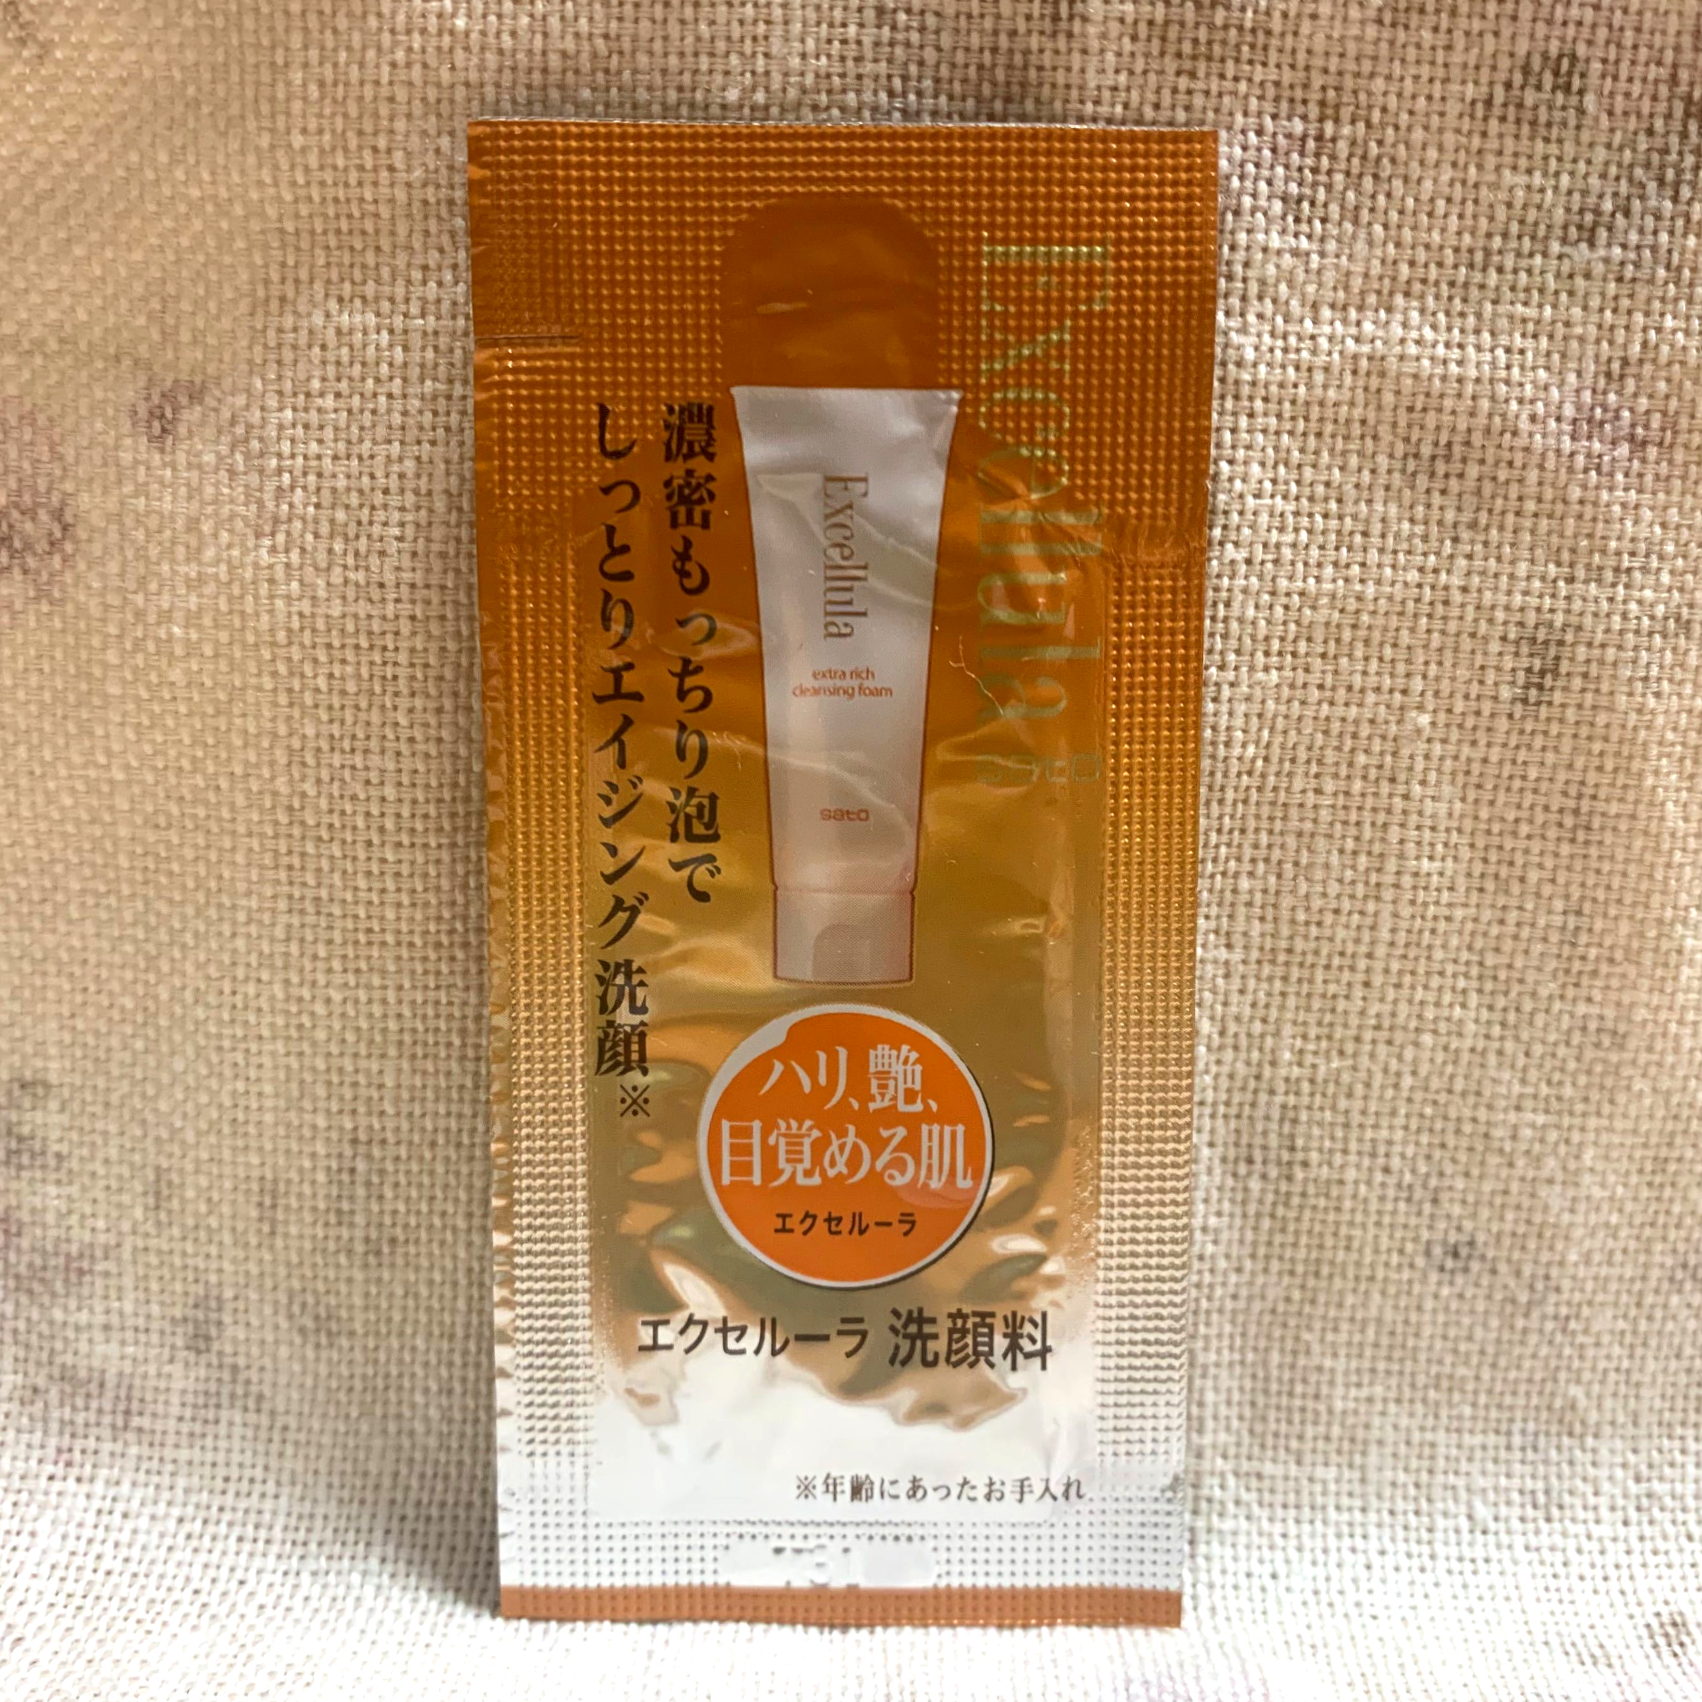 Excellula
sato
濃密もっちり泡で
しっとりエイジング洗顔※
Excellula
extra rich
cleansing foam
sato
ハリ、艶、
目覚める肌
エクセルーラ
エクセルーラ 洗顔料
※年齢にあったお手入れ